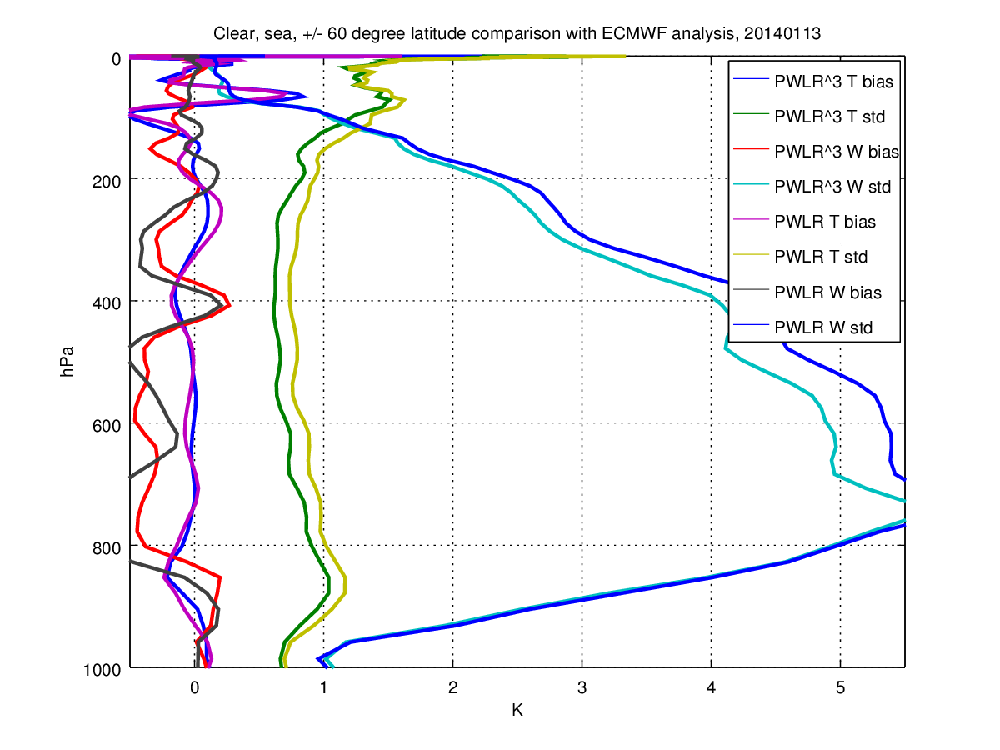 Clear, sea, +/- 60 degree latitude comparison with ECMWF analysis, 20140113
0
200
400
600
800
1000
hPa
0
1
2
3
4
5
K
PWLR^3 T bias
PWLR^3 T std
PWLR^3 W bias
PWLR^3 W std
PWLR T bias
PWLR T std
PWLR W bias
PWLR W std